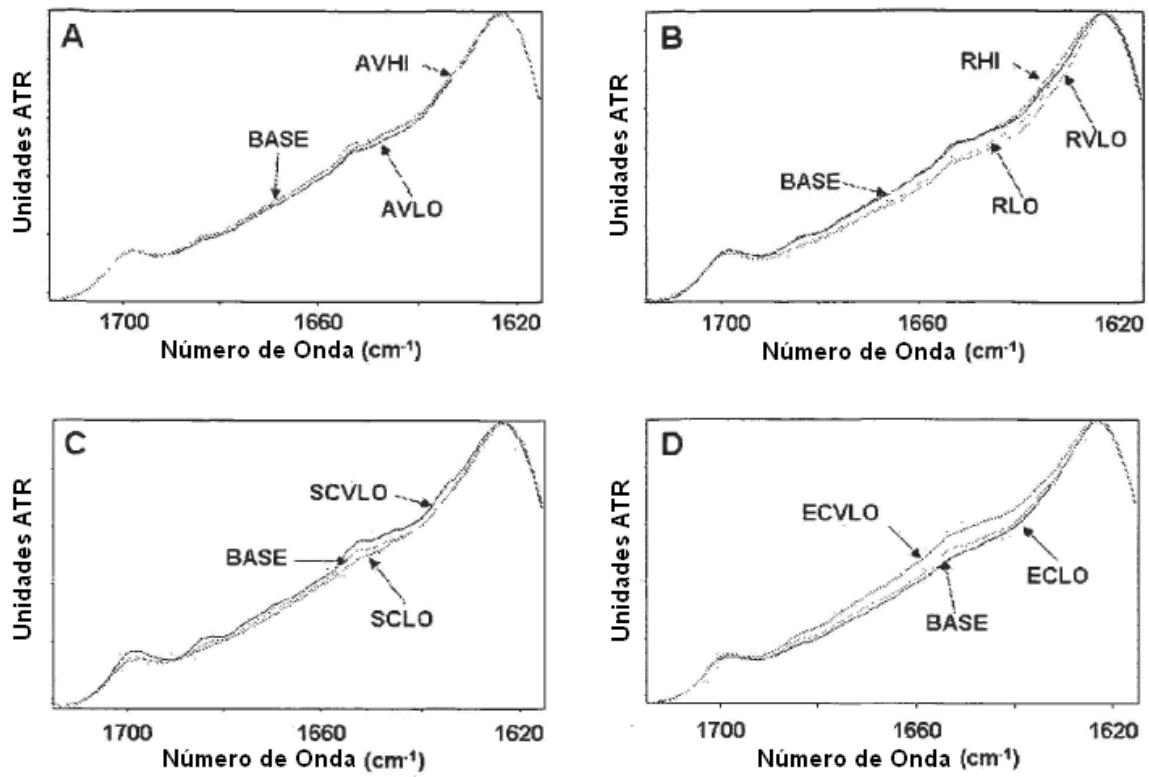 A
AVHI
BASE
AVLO
Unidades ATR
1700 1660 1620
Número de Onda (cm-1)
B
RHI
RVLO
BASE
RLO
Unidades ATR
1700 1660 1620
Número de Onda (cm-1)
C
SCVLO
BASE
SCLO
Unidades ATR
1700 1660 1620
Número de Onda (cm-1)
D
ECVLO
ECLO
BASE
Unidades ATR
1700 1660 1620
Número de Onda (cm-1)